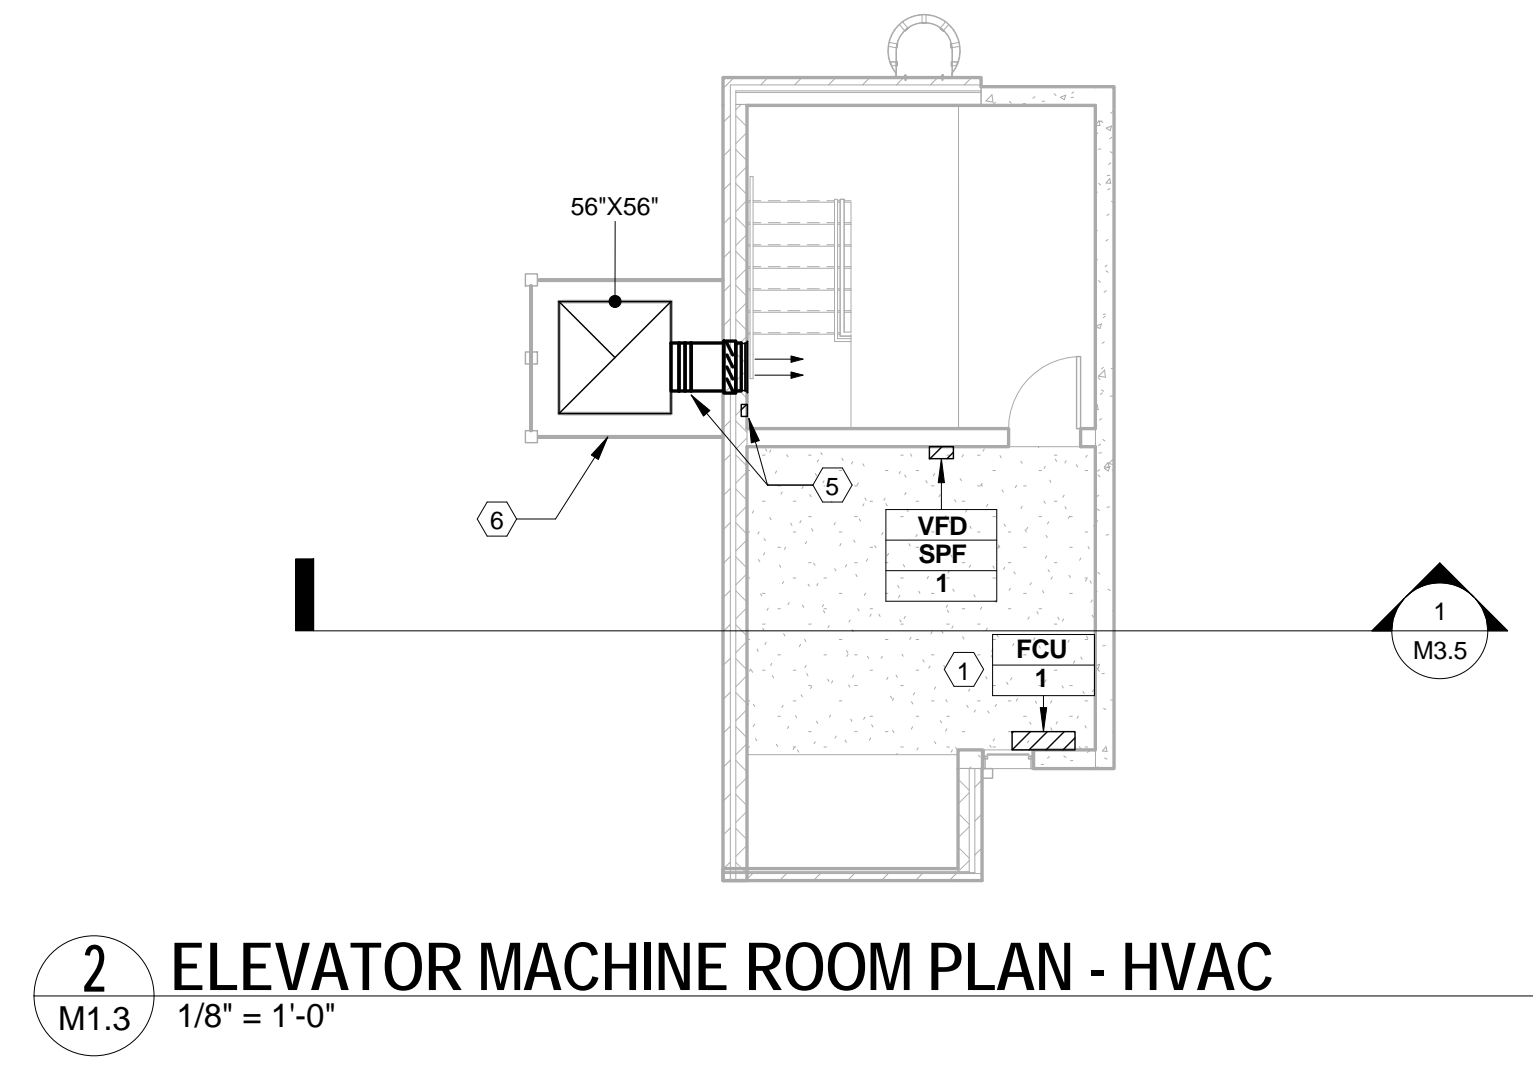 56"X56"
5
6
VFD
SPF
1
1
M3.5
FCU
1
1
2
ELEVATOR MACHINE ROOM PLAN - HVAC
M1.3
1/8" = 1'-0"